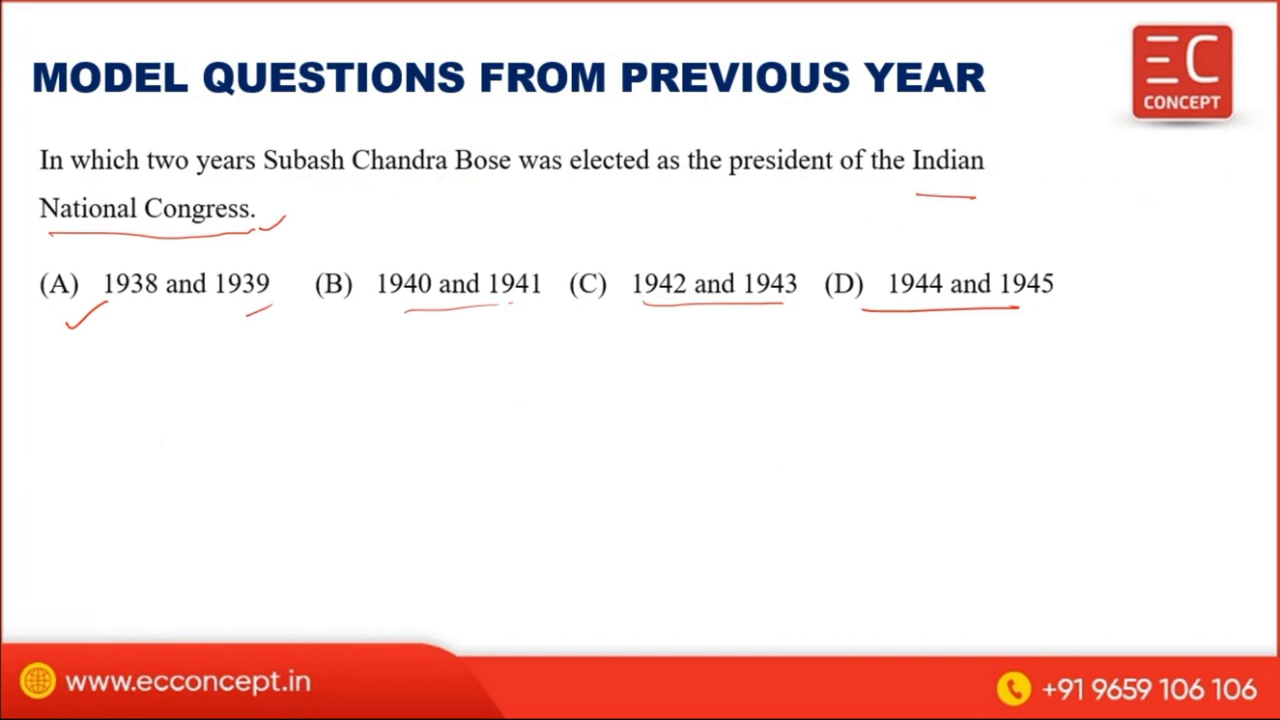 MODEL QUESTIONS FROM PREVIOUS YEAR
EC
CONCEPT
In which two years Subash Chandra Bose was elected as the president of the Indian
National Congress.
(A) 1938 and 1939 (B) 1940 and 1941 (C) 1942 and 1943 (D) 1944 and 1945
www.ecconcept.in
+91 9659 106 106